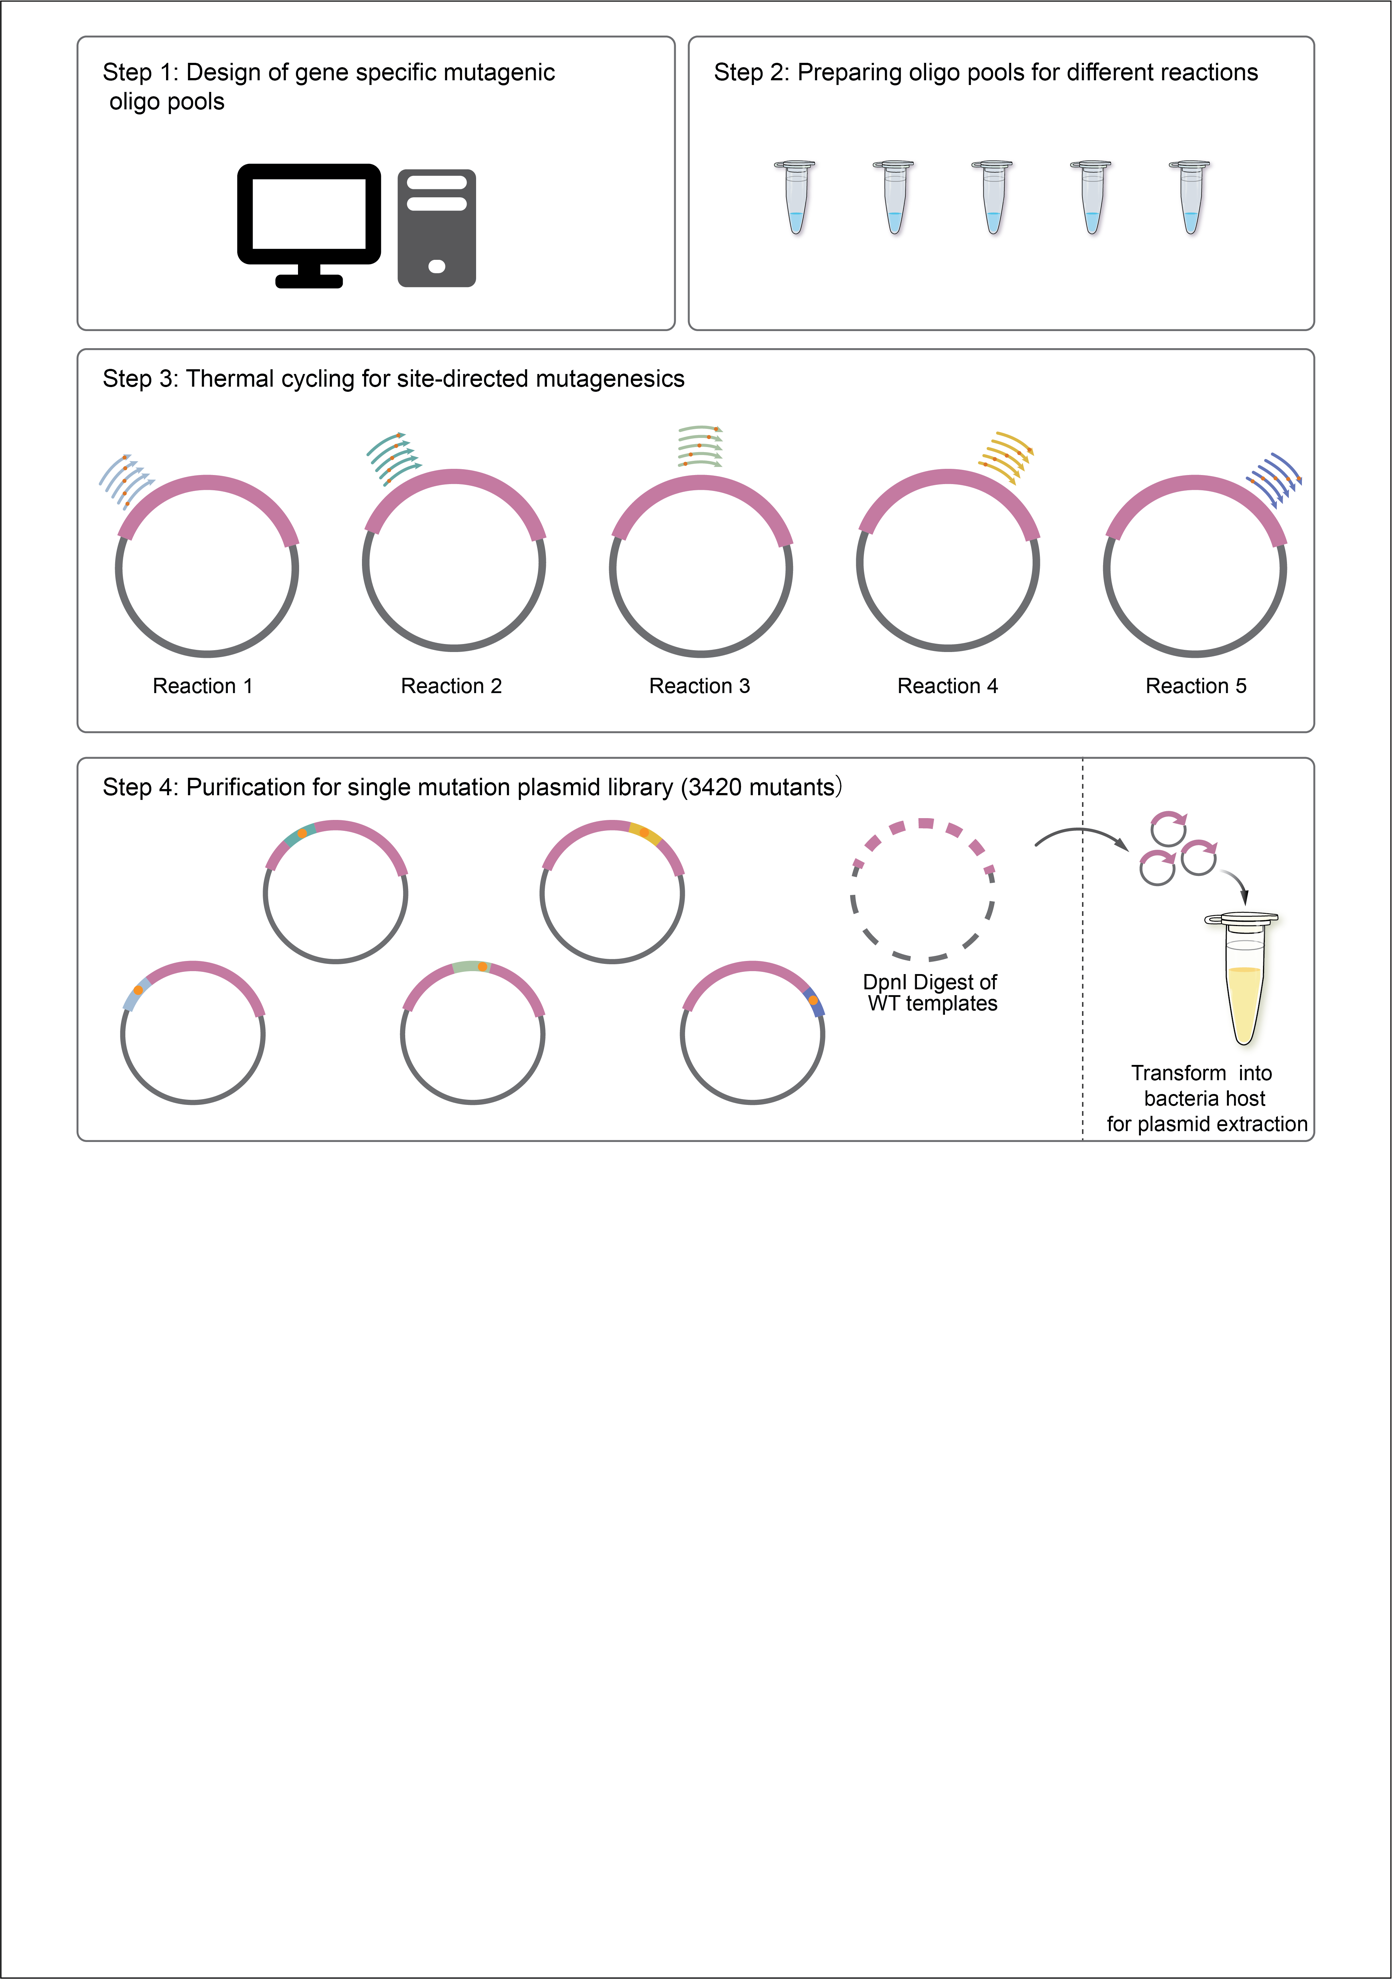 Step 1: Design of gene specific mutagenic
oligo pools
Step 2: Preparing oligo pools for different reactions
Step 3: Thermal cycling for site-directed mutagenesics
Reaction 1
Reaction 2
Reaction 3
Reaction 4
Reaction 5
Step 4: Purification for single mutation plasmid library (3420 mutants）
DpnI Digest of
WT templates
Transform into
bacteria host
for plasmid extraction